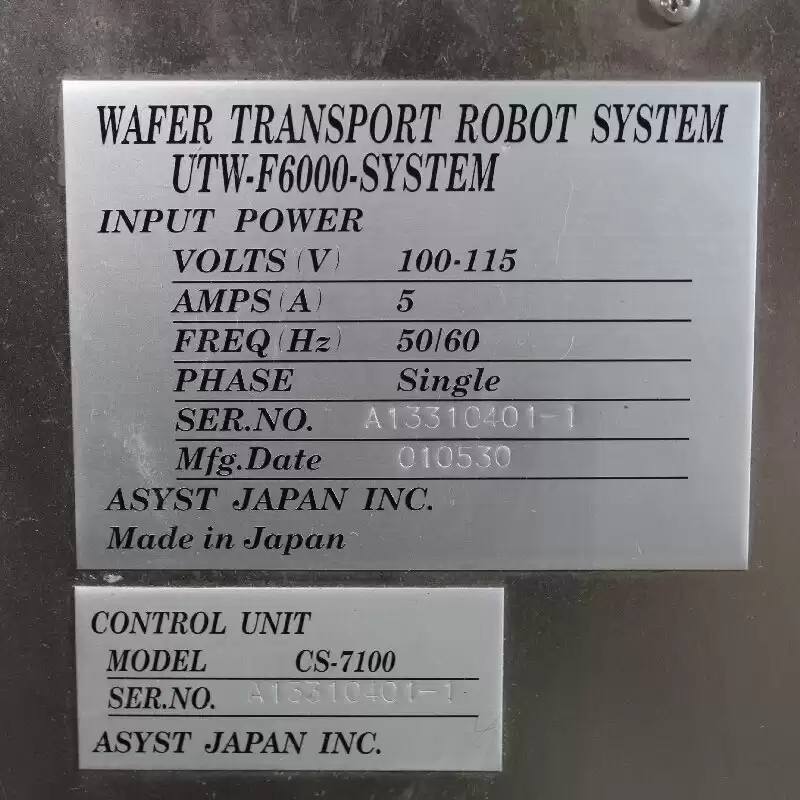 WAFER TRANSPORT ROBOT SYSTEM
UTW-F6000-SYSTEM
INPUT POWER
VOLTS (V) 100-115
AMPS (A) 5
FREQ (Hz) 50/60
PHASE Single
SER.NO. A13310401-1
Mfg.Date 010530
ASYST JAPAN INC.
Made in Japan
CONTROL UNIT
MODEL CS-7100
SER.NO. A13310401-1
ASYST JAPAN INC.